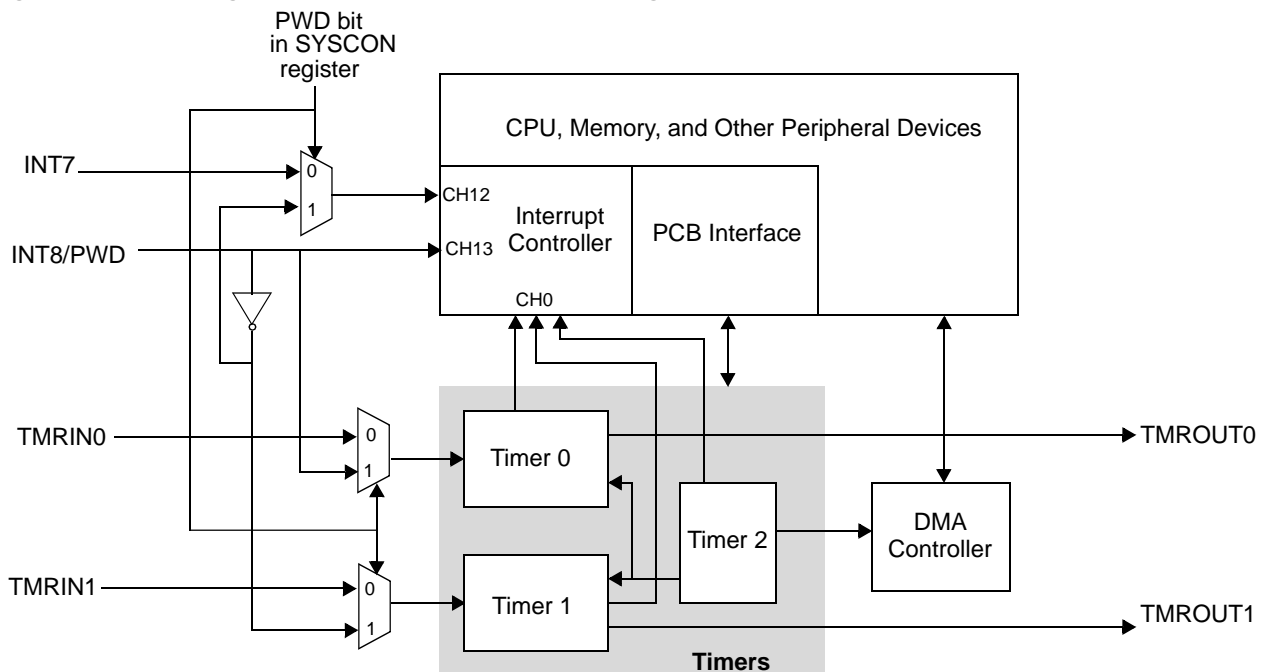 PWD bit
in SYSCON
register
CPU, Memory, and Other Peripheral Devices
INT7
0
1
CH12
Interrupt
Controller
PCB Interface
INT8/PWD
CH13
CH0
TMRIN0
0
1
Timer 0
TMROUT0
Timer 2
DMA
Controller
TMRIN1
0
1
Timer 1
TMROUT1
Timers